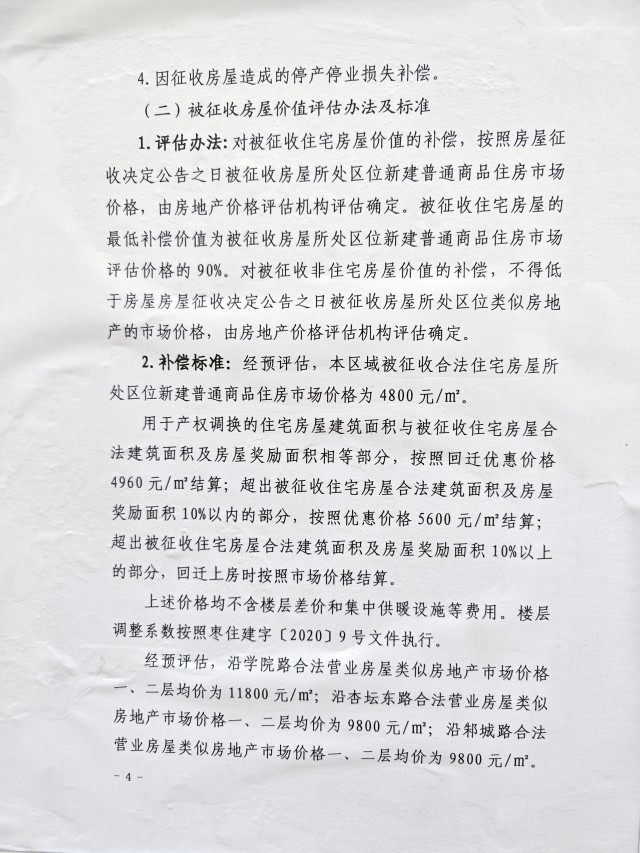 4. 因征收房屋造成的停产停业损失补偿。
（二）被征收房屋价值评估办法及标准
1. 评估办法: 对被征收住宅房屋价值的补偿，按照房屋征
收决定公告之日被征收房屋所处区位新建普通商品住房市场
价格，由房地产价格评估机构评估确定。被征收住宅房屋的
最低补偿价值为被征收房屋所处区位新建普通商品住房市场
评估价格的 90%。对被征收非住宅房屋价值的补偿，不得低
于房屋房屋征收决定公告之日被征收房屋所处区位类似房地
产的市场价格，由房地产价格评估机构评估确定。
2. 补偿标准: 经预评估，本区域被征收合法住宅房屋所
处区位新建普通商品住房市场价格为 4800 元/㎡。
用于产权调换的住宅房屋建筑面积与被征收住宅房屋合
法建筑面积及房屋奖励面积相等部分，按照回迁优惠价格
4960 元/㎡结算；超出被征收住宅房屋合法建筑面积及房屋
奖励面积 10%以内的部分，按照优惠价格 5600 元/㎡结算；
超出被征收住宅房屋合法建筑面积及房屋奖励面积 10%以上
的部分，回迁上房时按照市场价格结算。
上述价格均不含楼层差价和集中供暖设施等费用。楼层
调整系数按照枣住建字〔2020〕9 号文件执行。
经预评估，沿学院路合法营业房屋类似房地产市场价格
一、二层均价为 11800 元/㎡；沿杏坛东路合法营业房屋类似
房地产市场价格一、二层均价为 9800 元/㎡；沿邾城路合法
营业房屋类似房地产市场价格一、二层均价为 9800 元/㎡。
- 4 -